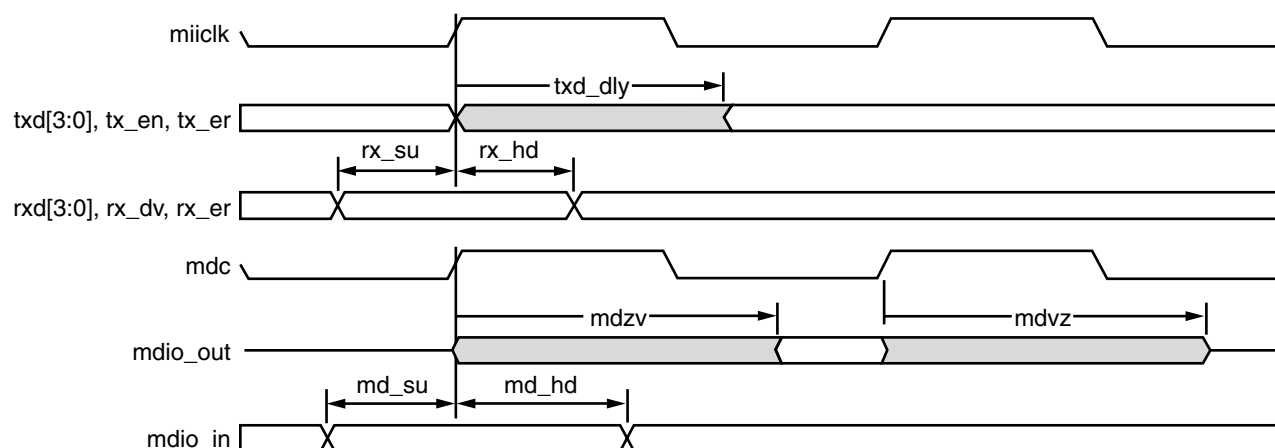 miiclk
txd_dly
txd[3:0], tx_en, tx_er
rx_su
rx_hd
rxd[3:0], rx_dv, rx_er
mdc
mdzv
mdvz
mdio_out
md_su
md_hd
mdio_in